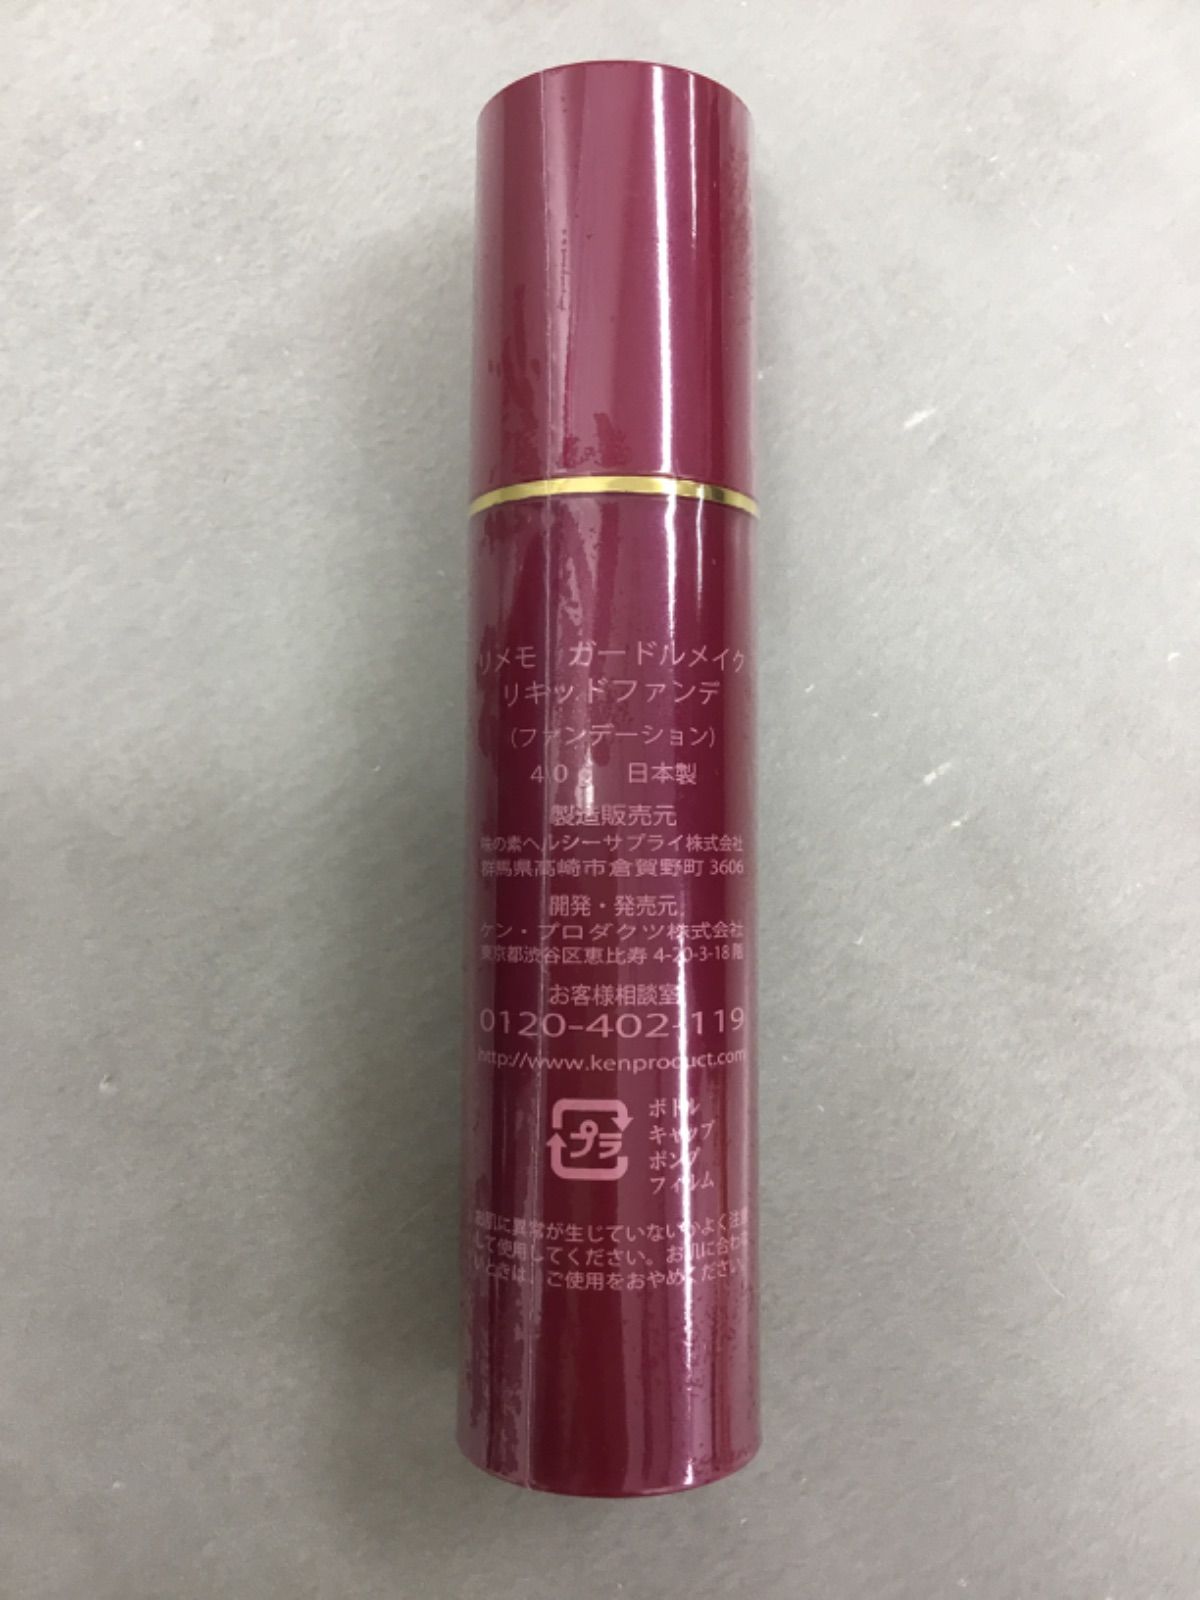 リメモ ガードルメイク
リキッドファンデ
(ファンデーション)
40g 日本製
製造販売元
味の素ヘルシーサプライ株式会社
群馬県高崎市倉賀野町 3606
開発・発売元
ケン・プロダクツ株式会社
東京都渋谷区恵比寿 4-20-3-18階
お客様相談室
0120-402-119
http://www.kenproduct.com
プラ
ボトル
キャップ
ポンプ
フィルム
お肌に異常が生じていないかよく注意
して使用してください。お肌に合わな
いときは、ご使用をおやめください。